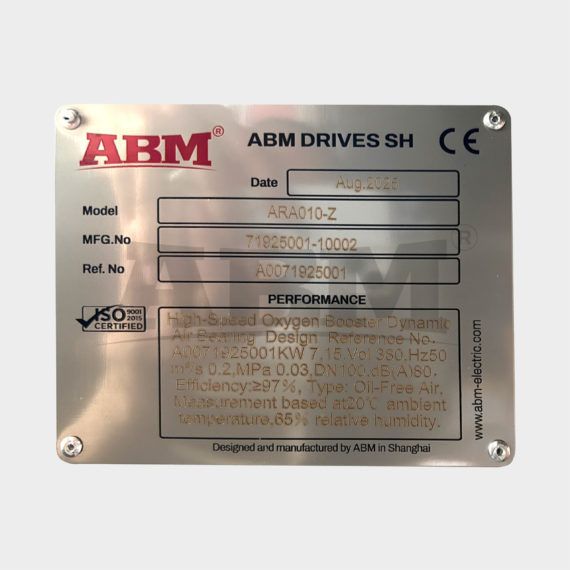 ABM®
ABM DRIVES SH
CE
Date Aug.2025
Model ARA010-Z
MFG.No 71925001-10002
Ref. No A0071925001
PERFORMANCE
ISO 9001 2015 CERTIFIED
High-Speed Oxygen Booster Dynamic
Air Bearing Design Reference No.
A0071925001KW 7,15.Vol 380.Hz50
m³/s 0.2,MPa 0.03,DN100.dB(A)80.
Efficiency:≥97%, Type: Oil-Free Air,
Measurement based at20℃ ambient
temperature.65% relative humidity.
Designed and manufactured by ABM in Shanghai
www.abm-electric.com
ABM®